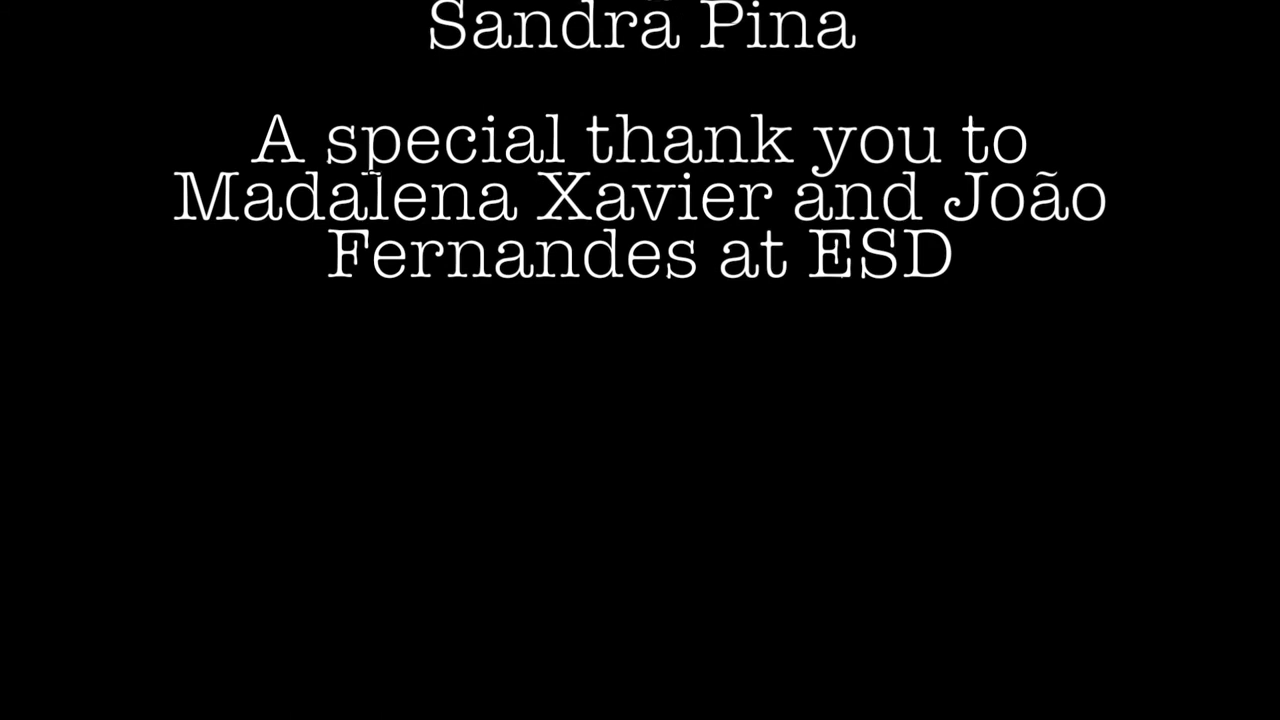 Sandra Pina
A special thank you to
Madalena Xavier and João
Fernandes at ESD